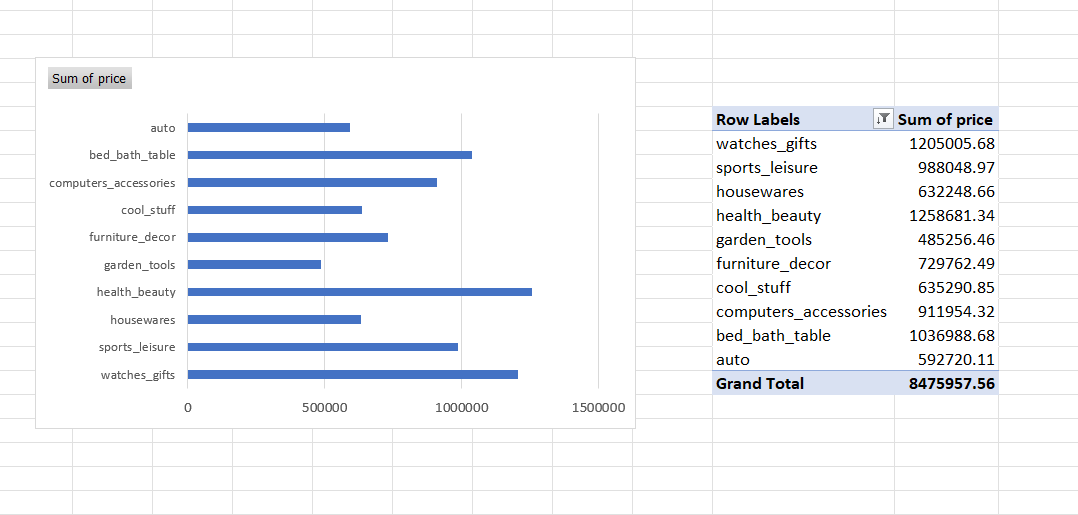 Sum of price
auto
bed_bath_table
computers_accessories
cool_stuff
furniture_decor
garden_tools
health_beauty
housewares
sports_leisure
watches_gifts
0 500000 1000000 1500000
Row Labels Sum of price
watches_gifts 1205005.68
sports_leisure 988048.97
housewares 632248.66
health_beauty 1258681.34
garden_tools 485256.46
furniture_decor 729762.49
cool_stuff 635290.85
computers_accessories 911954.32
bed_bath_table 1036988.68
auto 592720.11
Grand Total 8475957.56